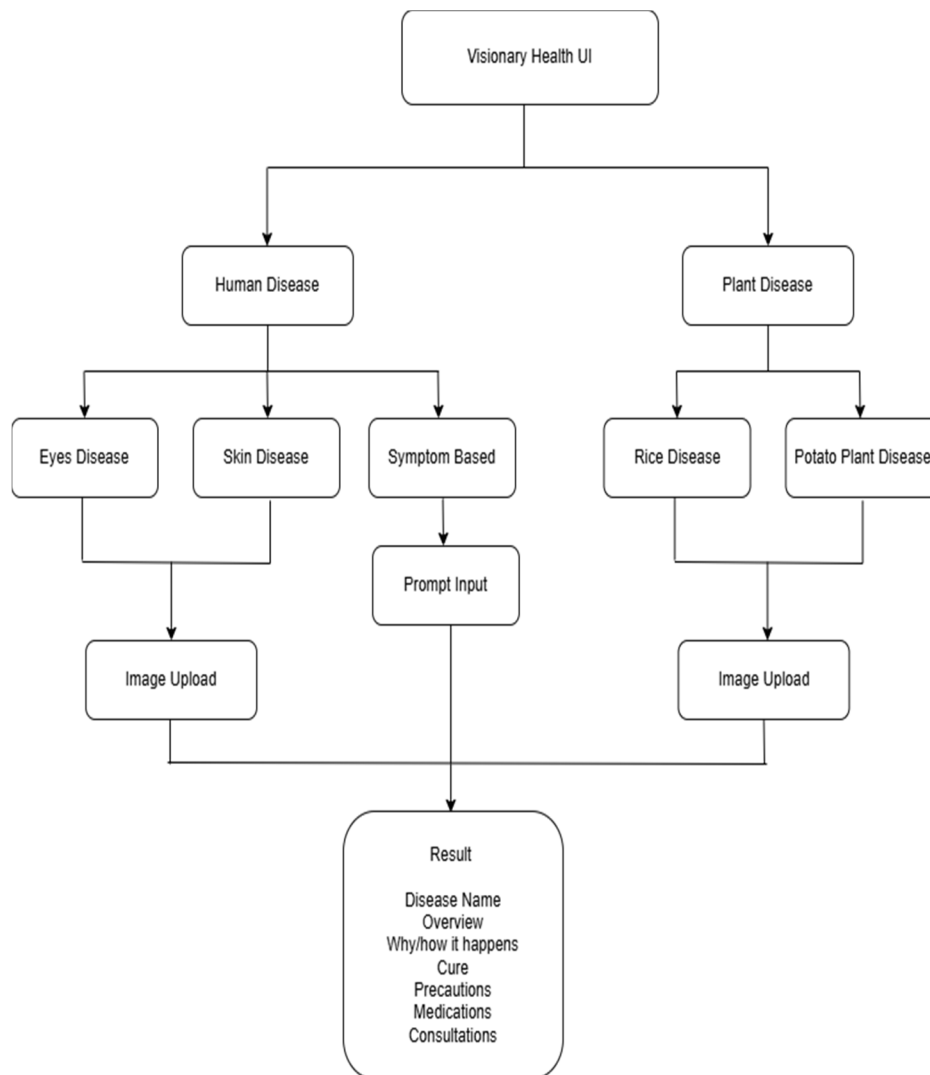 Visionary Health UI
Human Disease
Plant Disease
Eyes Disease
Skin Disease
Symptom Based
Rice Disease
Potato Plant Disease
Prompt Input
Image Upload
Image Upload
Result
Disease Name
Overview
Why/how it happens
Cure
Precautions
Medications
Consultations